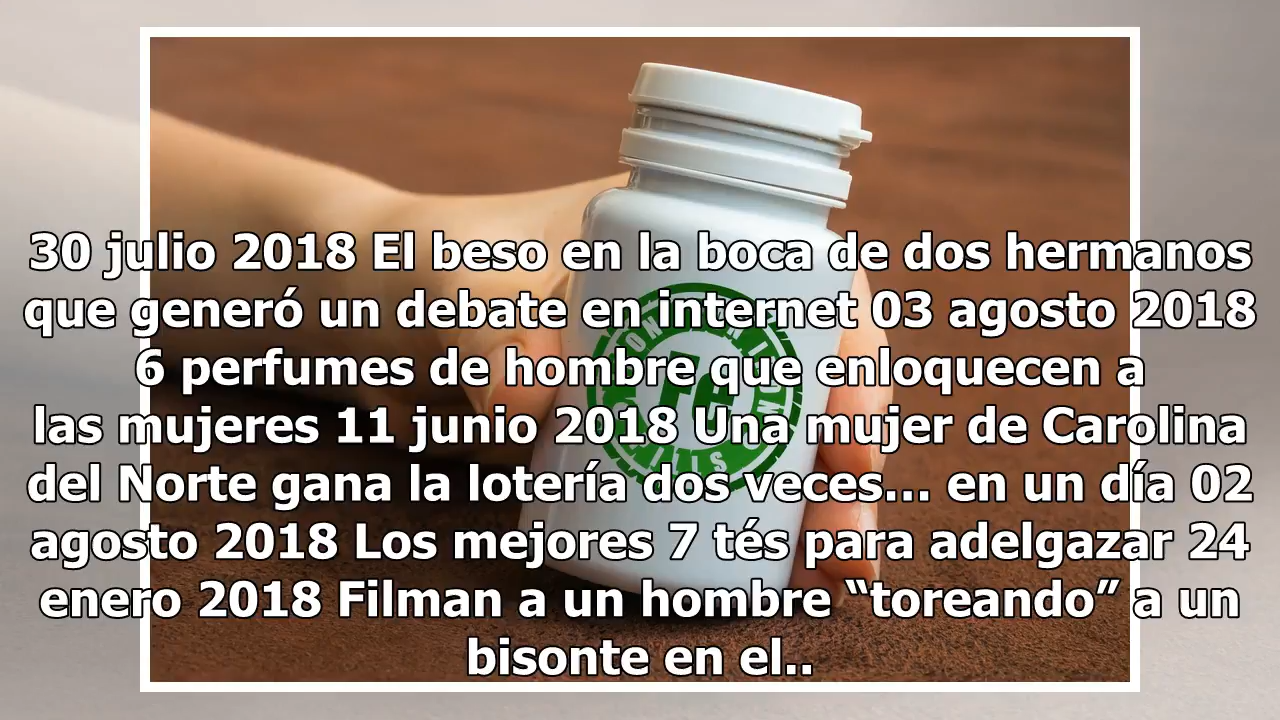 30 julio 2018 El beso en la boca de dos hermanos
que generó un debate en internet 03 agosto 2018
6 perfumes de hombre que enloquecen a
las mujeres 11 junio 2018 Una mujer de Carolina
del Norte gana la lotería dos veces... en un día 02
agosto 2018 Los mejores 7 tés para adelgazar 24
enero 2018 Filman a un hombre “toreando” a un
bisonte en el..
Fe